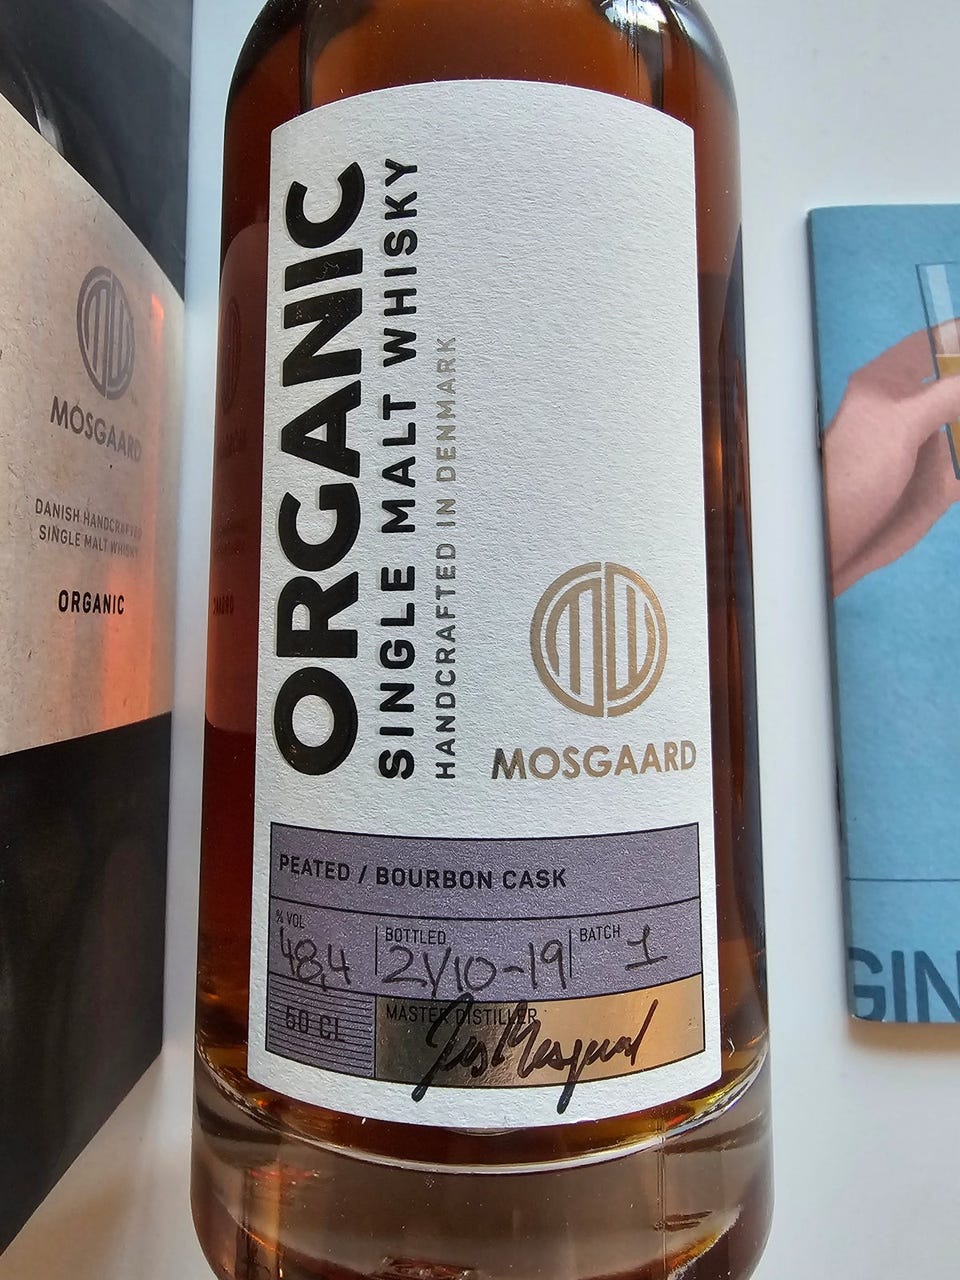 MOSGAARD
DANISH HANDCRAFTED
SINGLE MALT WHISKY
ORGANIC
ORGANIC
SINGLE MALT WHISKY
HANDCRAFTED IN DENMARK
MOSGAARD
PEATED / BOURBON CASK
% VOL
48,4
BOTTLED
21/10-19
BATCH
1
50 CL
MASTER DISTILLER
GIN